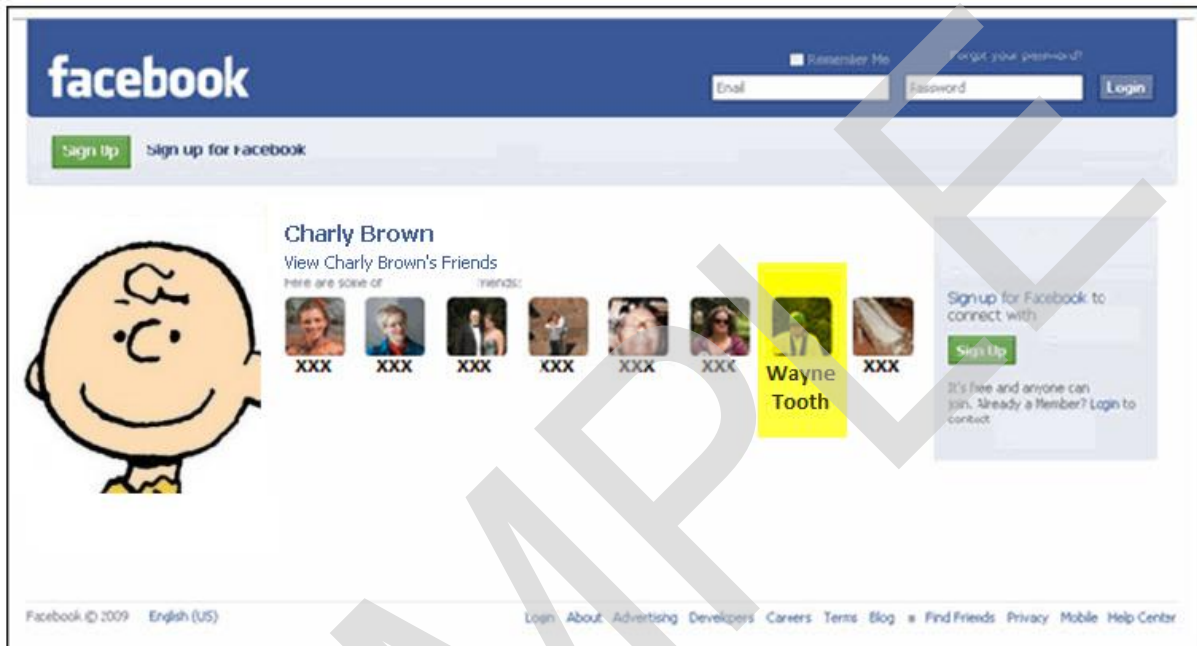 facebook
Remember Me
Forgot your password?
Email
Password
Login
Sign Up
Sign up for Facebook
Charly Brown
View Charly Brown's Friends
Here are some of friends:
XXX XXX XXX XXX XXX XXX Wayne Tooth XXX
Sign up for Facebook to
connect with
Sign Up
It's free and anyone can
join. Already a Member? Login to
contact
Facebook © 2009 English (US)
Login About Advertising Developers Careers Terms Blog Find Friends Privacy Mobile Help Center
SAMPLE